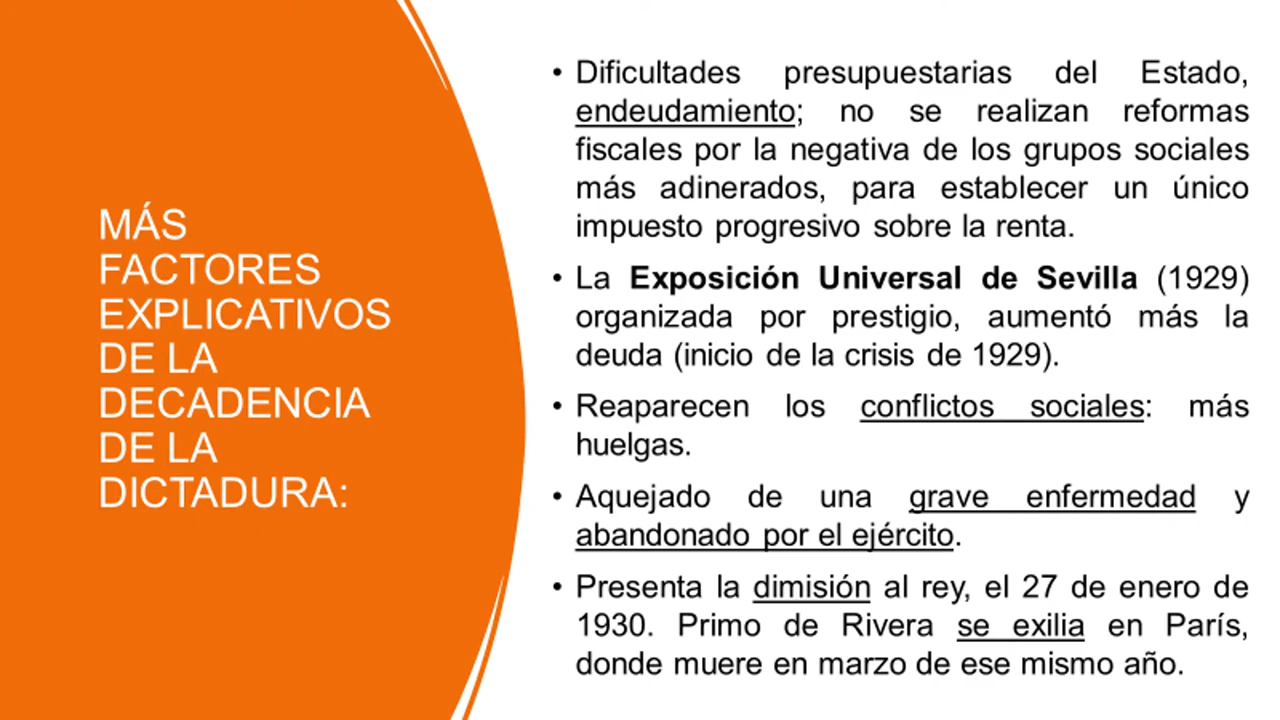 MÁS
FACTORES
EXPLICATIVOS
DE LA
DECADENCIA
DE LA
DICTADURA:
• Dificultades presupuestarias del Estado,
endeudamiento; no se realizan reformas
fiscales por la negativa de los grupos sociales
más adinerados, para establecer un único
impuesto progresivo sobre la renta.
• La Exposición Universal de Sevilla (1929)
organizada por prestigio, aumentó más la
deuda (inicio de la crisis de 1929).
• Reaparecen los conflictos sociales: más
huelgas.
• Aquejado de una grave enfermedad y
abandonado por el ejército.
• Presenta la dimisión al rey, el 27 de enero de
1930. Primo de Rivera se exilia en París,
donde muere en marzo de ese mismo año.